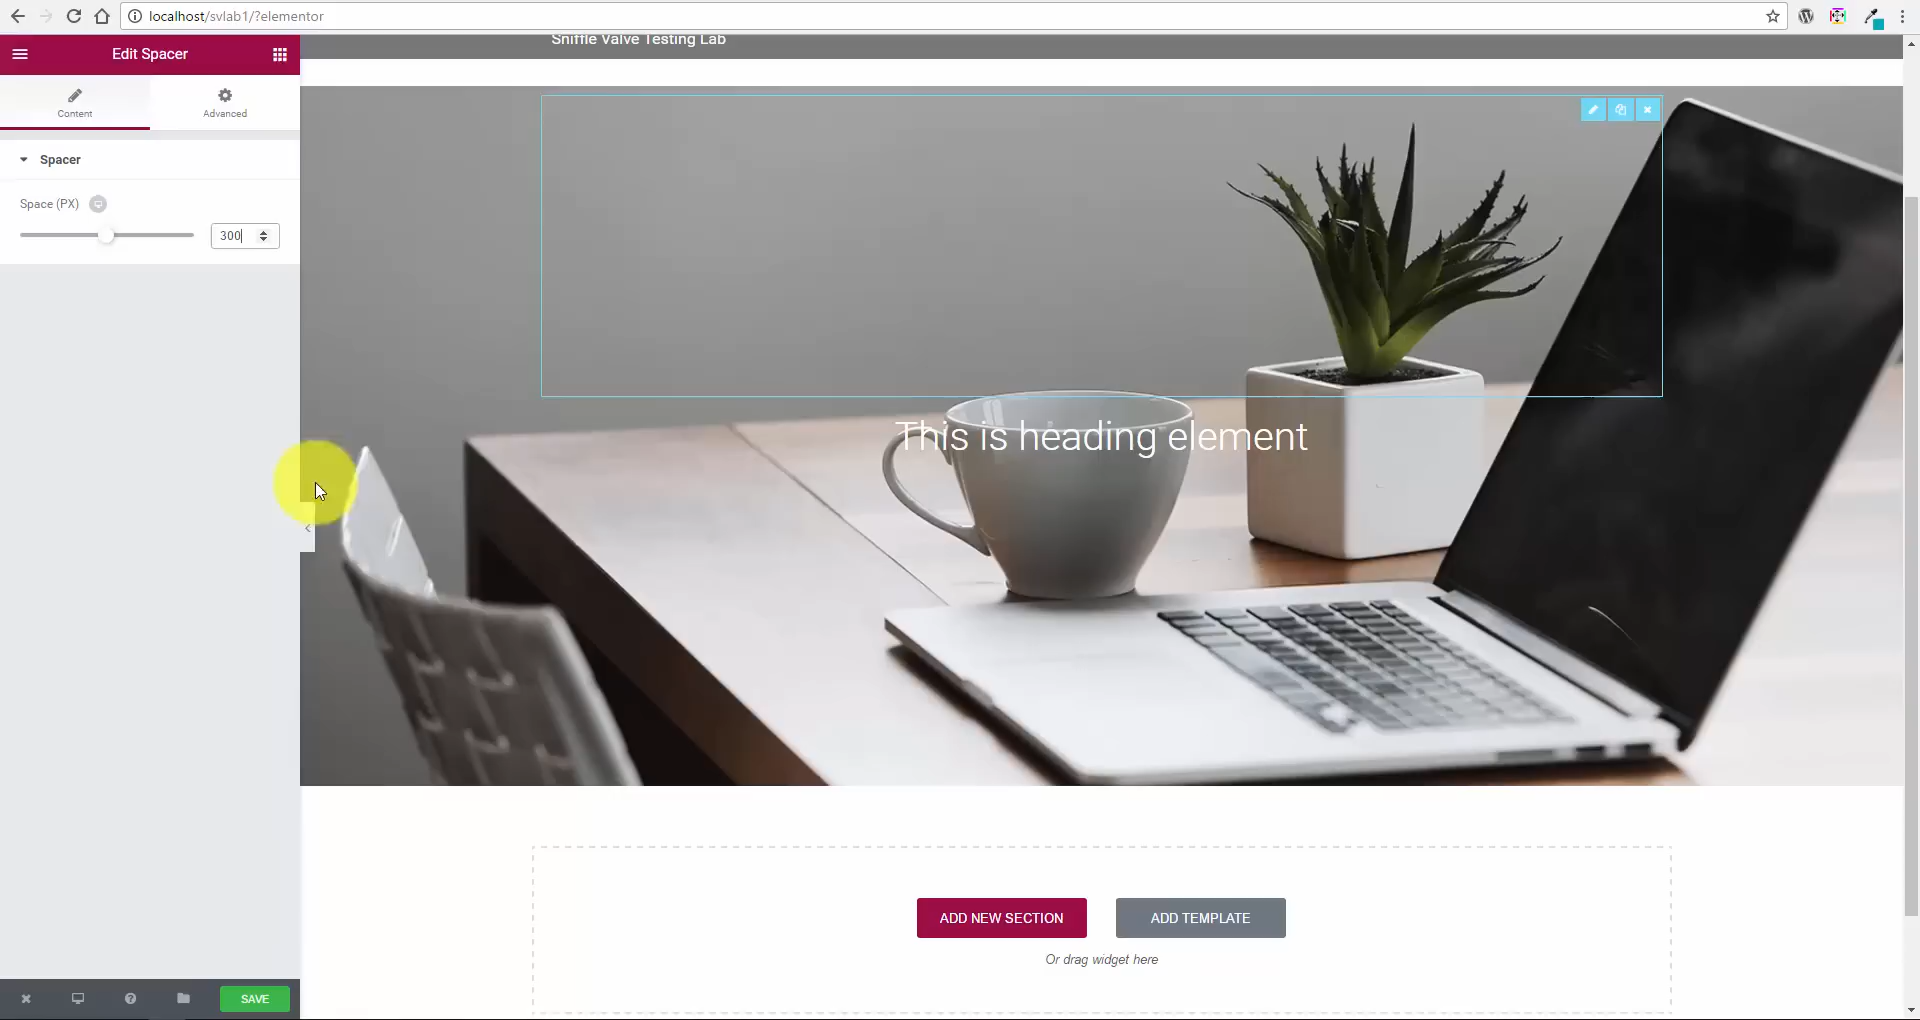 localhost/svlab1/?elementor
Edit Spacer
Sniffle Valve Testing Lab
Content
Advanced
Spacer
Space (PX)
300
This is heading element
ADD NEW SECTION
ADD TEMPLATE
Or drag widget here
SAVE